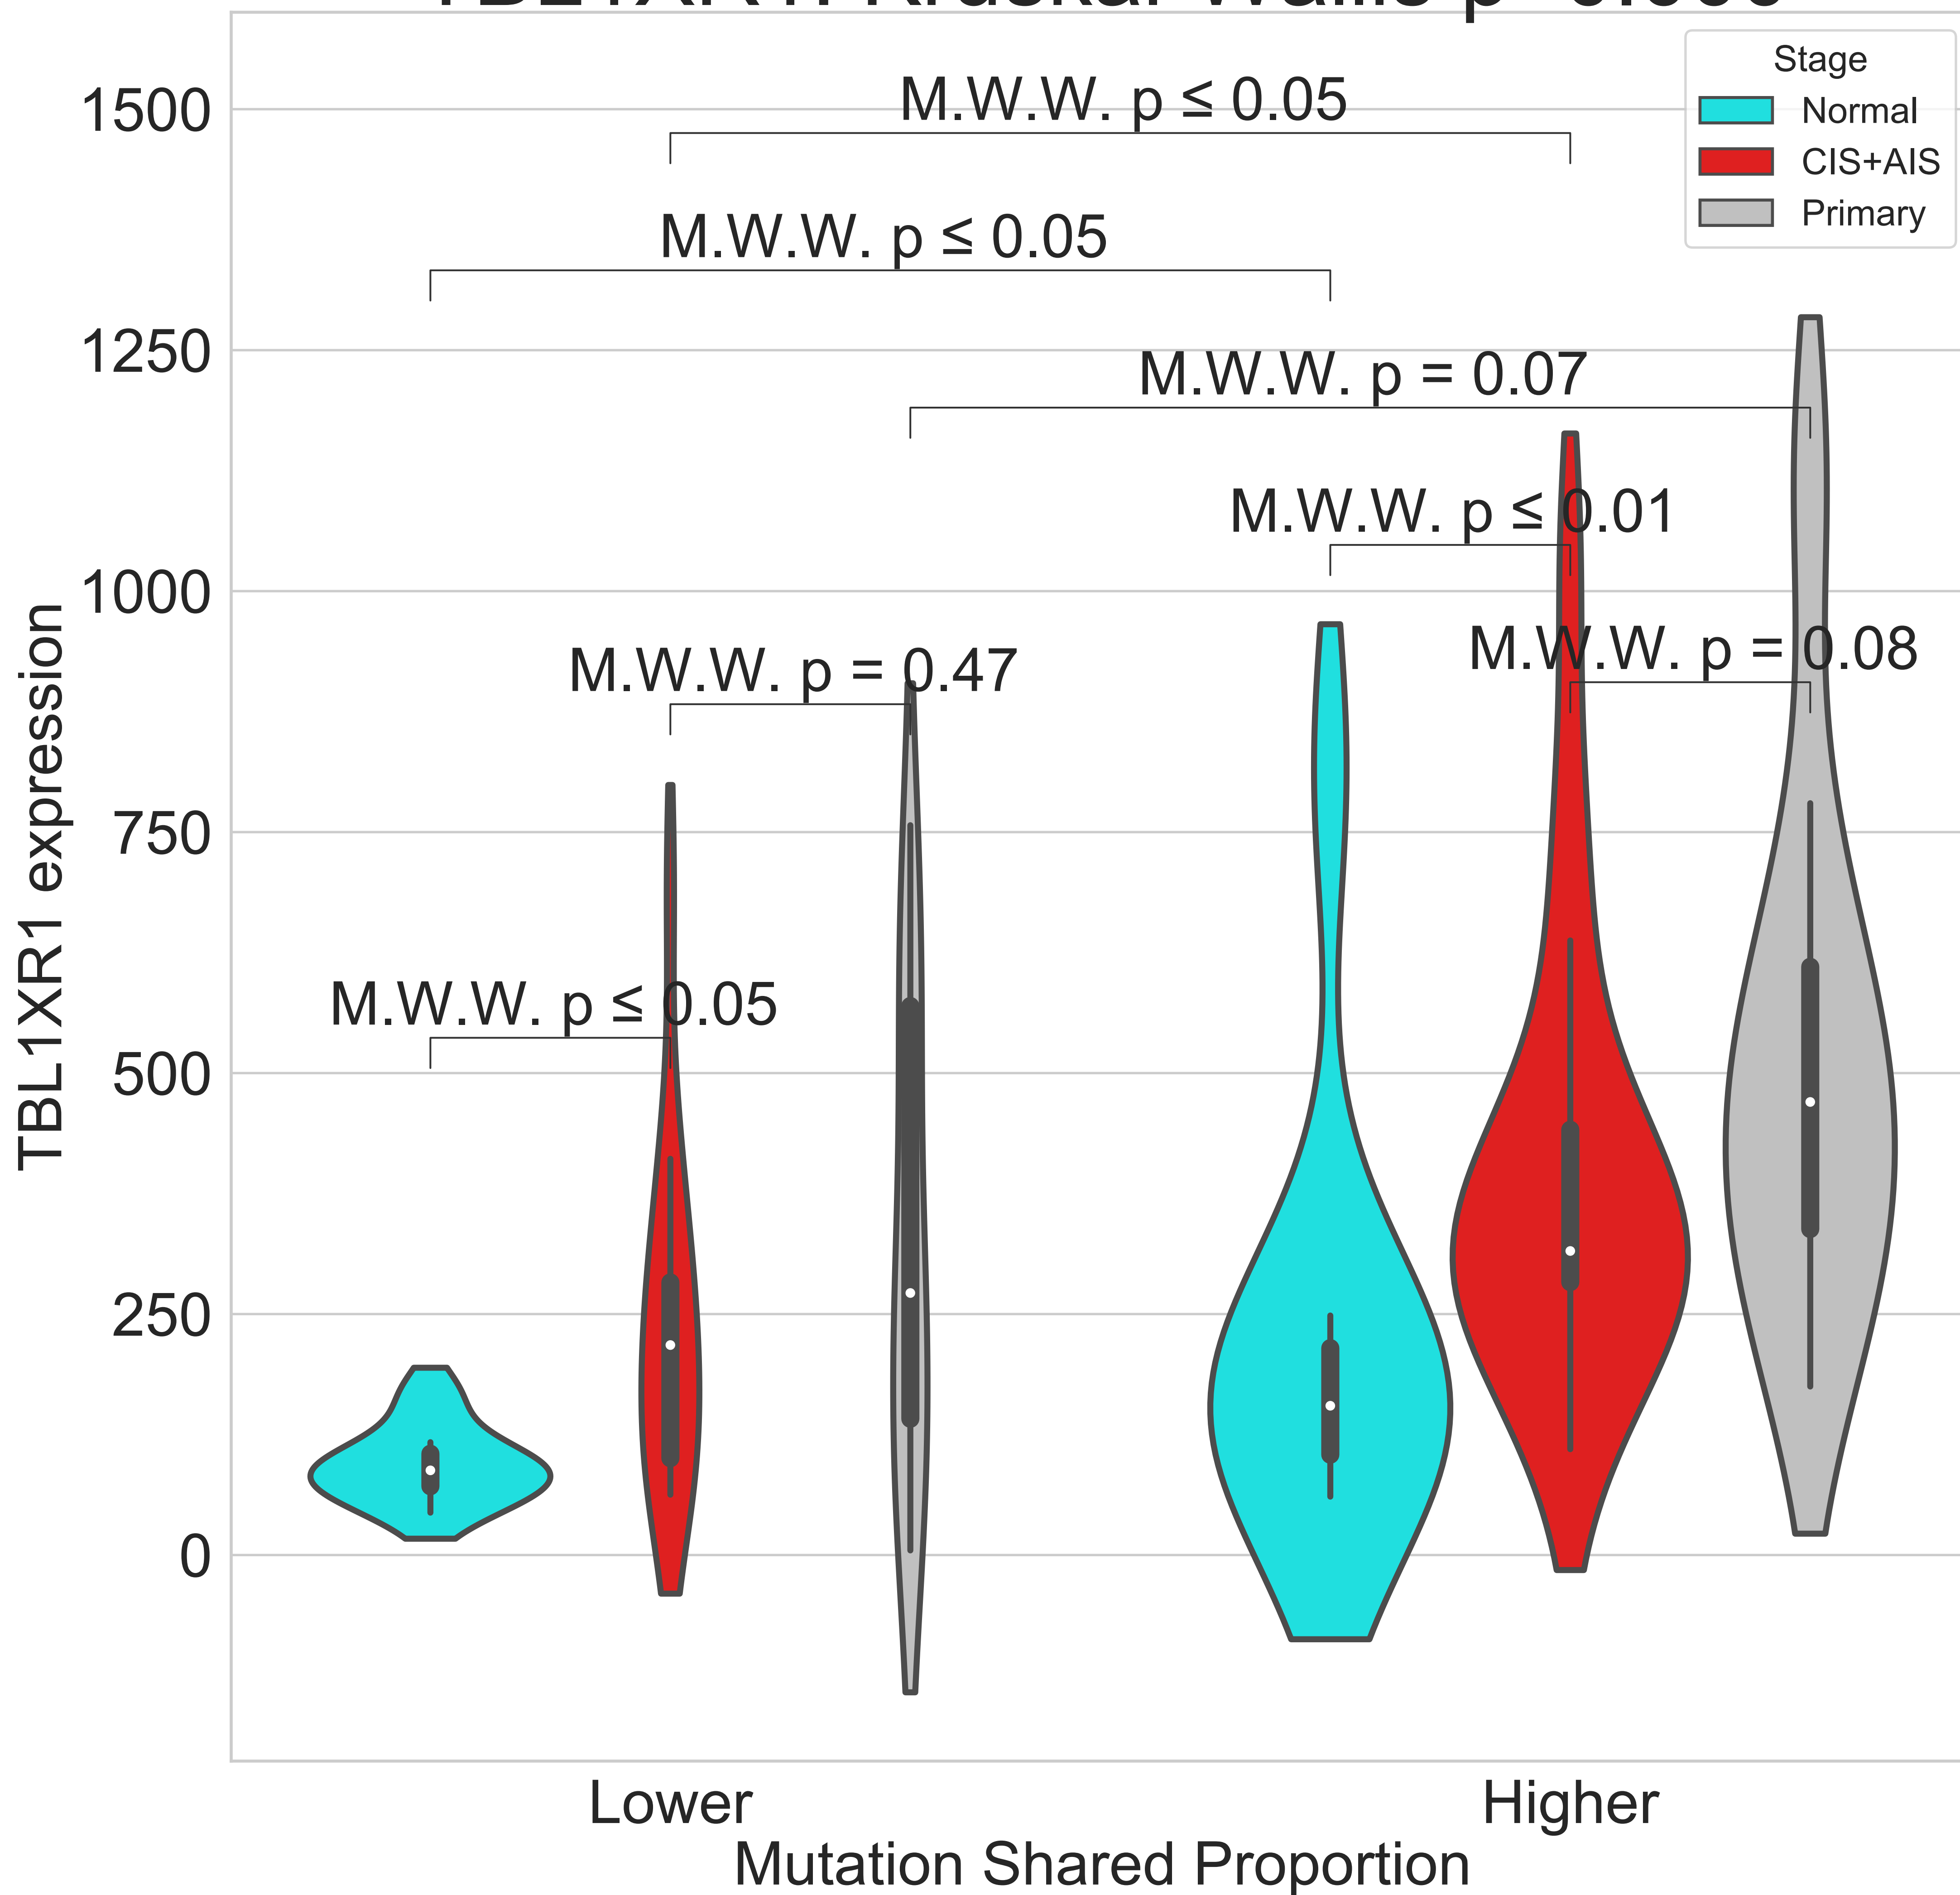 Stage
Normal
CIS+AIS
Primary
M.W.W. p ≤ 0.05
M.W.W. p ≤ 0.05
M.W.W. p = 0.07
M.W.W. p ≤ 0.01
M.W.W. p = 0.08
M.W.W. p = 0.47
M.W.W. p ≤ 0.05
1500
1250
1000
750
500
250
0
TBL1XR1 expression
Lower
Higher
Mutation Shared Proportion